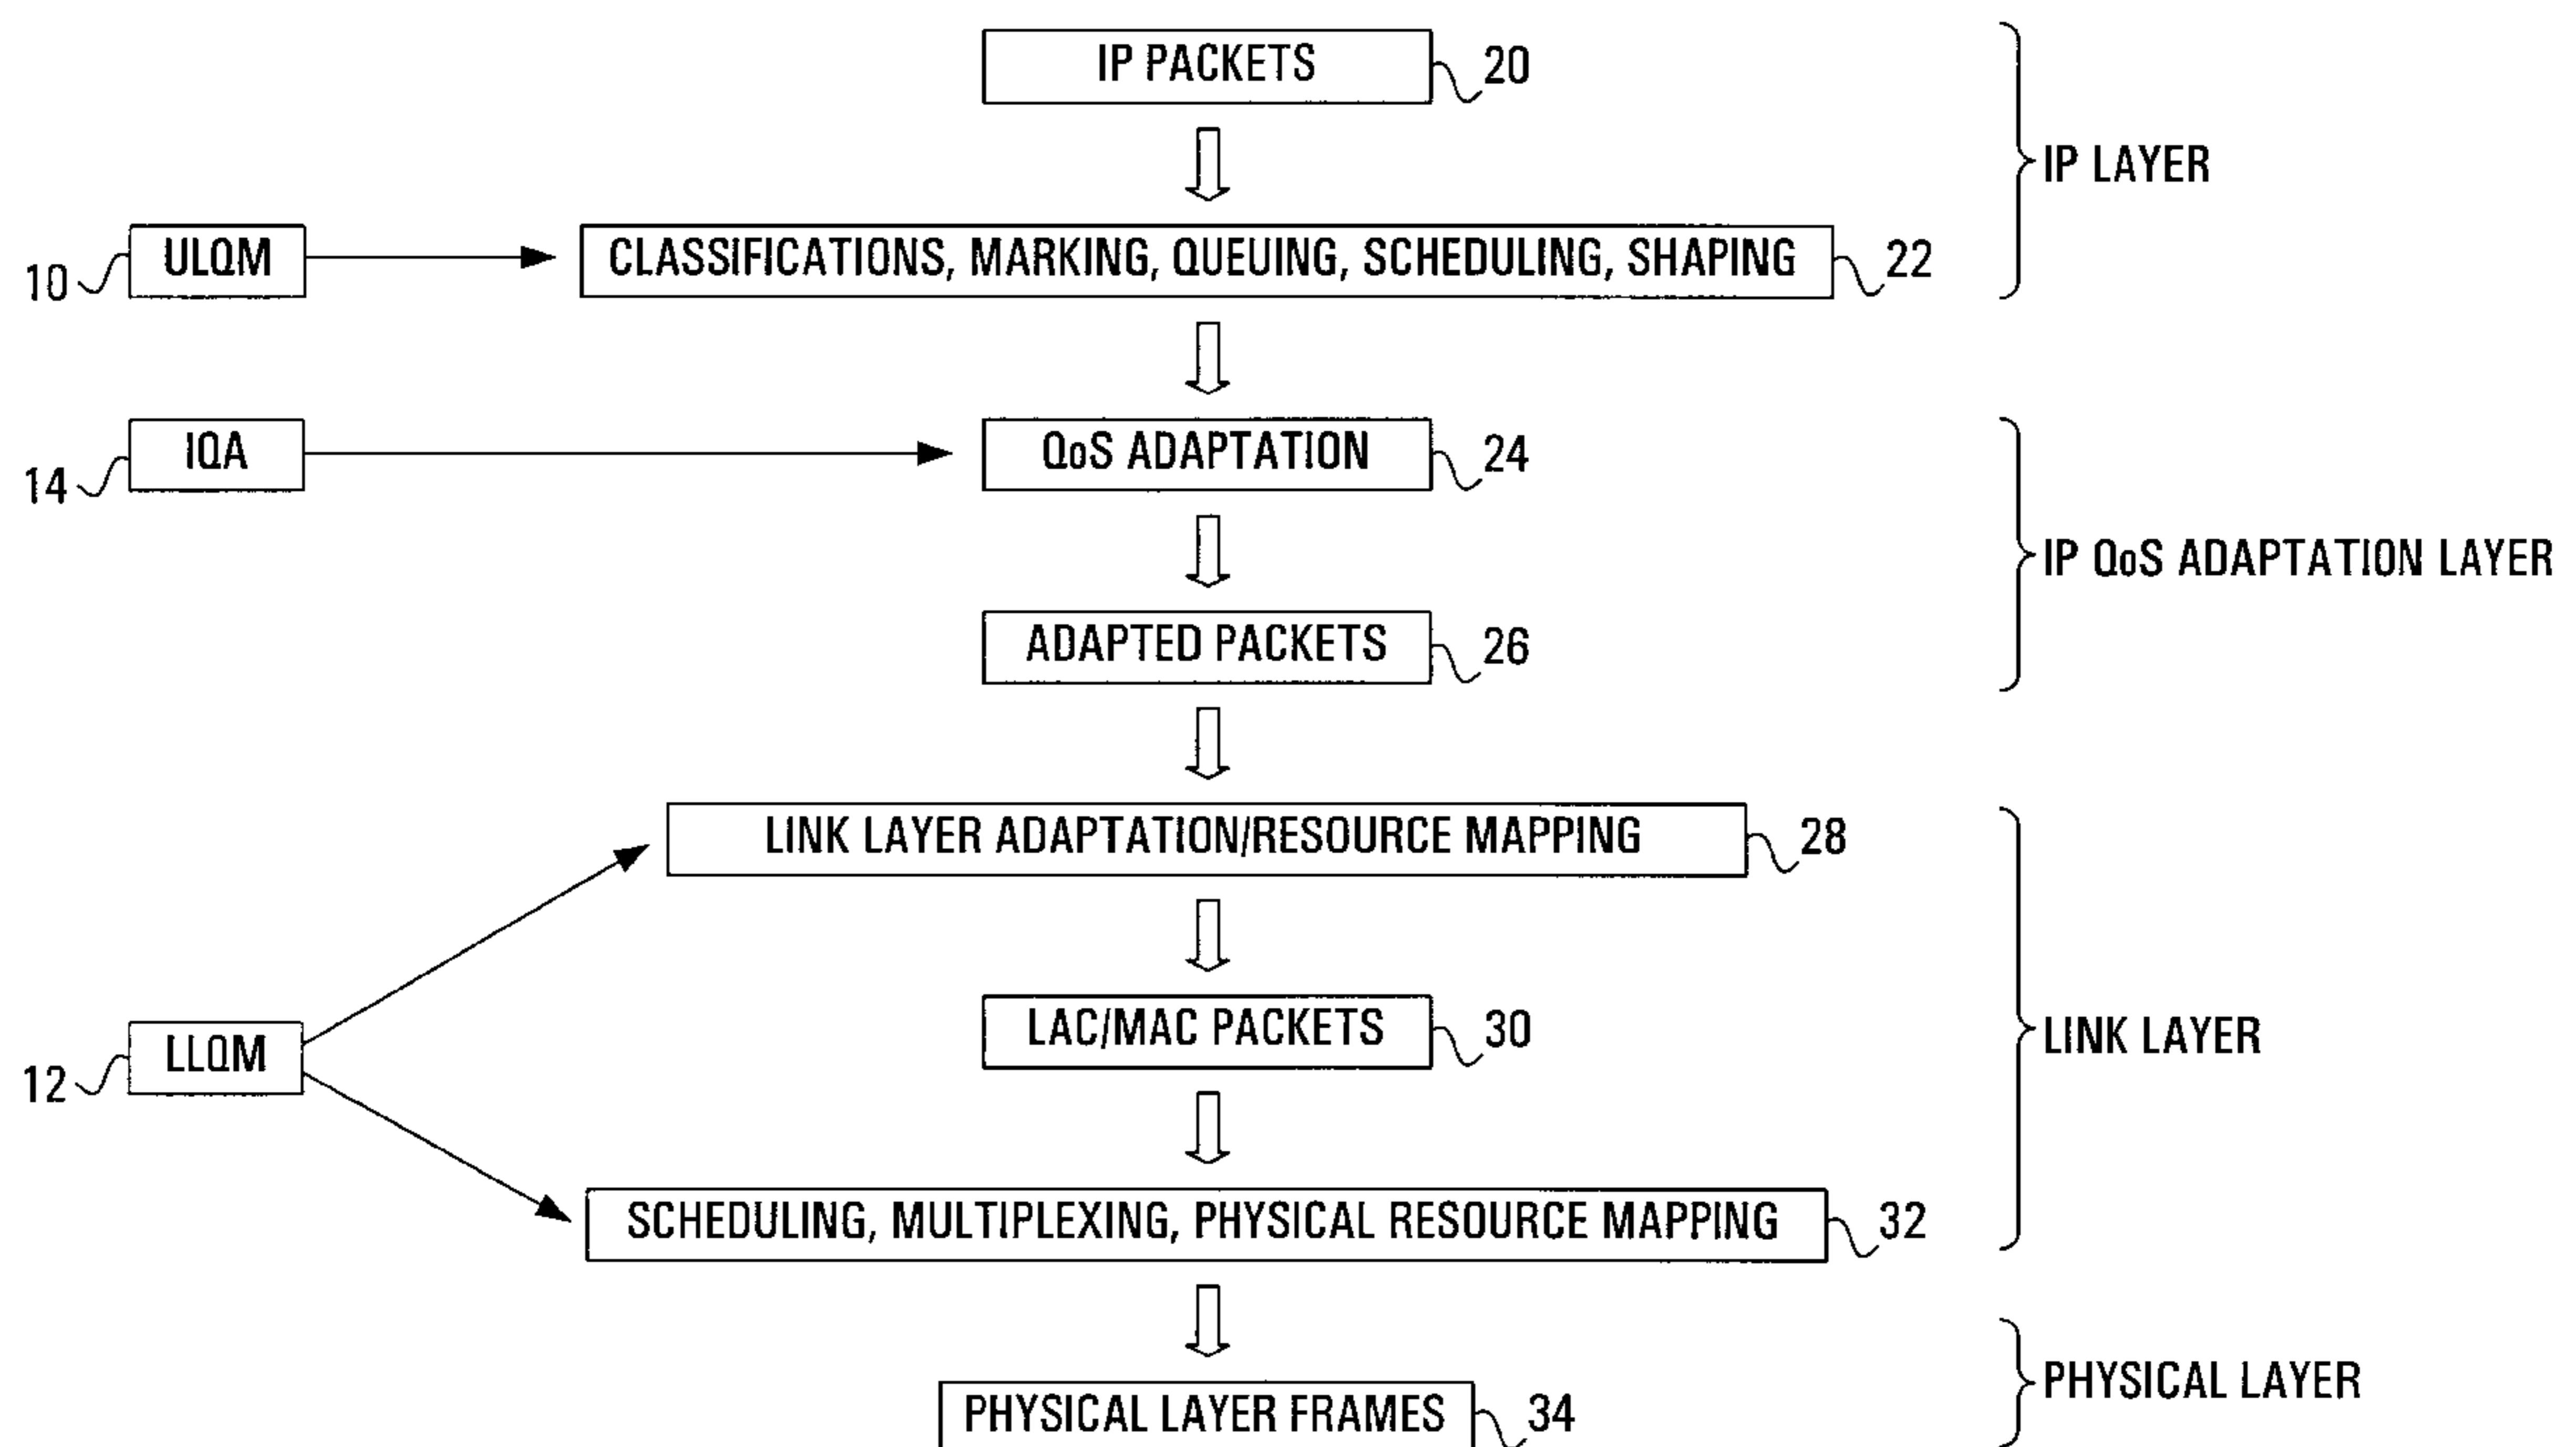 IP PACKETS
20
IP LAYER
10
ULQM
CLASSIFICATIONS, MARKING, QUEUING, SCHEDULING, SHAPING
22
14
IQA
QoS ADAPTATION
24
IP QoS ADAPTATION LAYER
ADAPTED PACKETS
26
LINK LAYER ADAPTATION/RESOURCE MAPPING
28
12
LLQM
LAC/MAC PACKETS
30
LINK LAYER
SCHEDULING, MULTIPLEXING, PHYSICAL RESOURCE MAPPING
32
PHYSICAL LAYER FRAMES
34
PHYSICAL LAYER